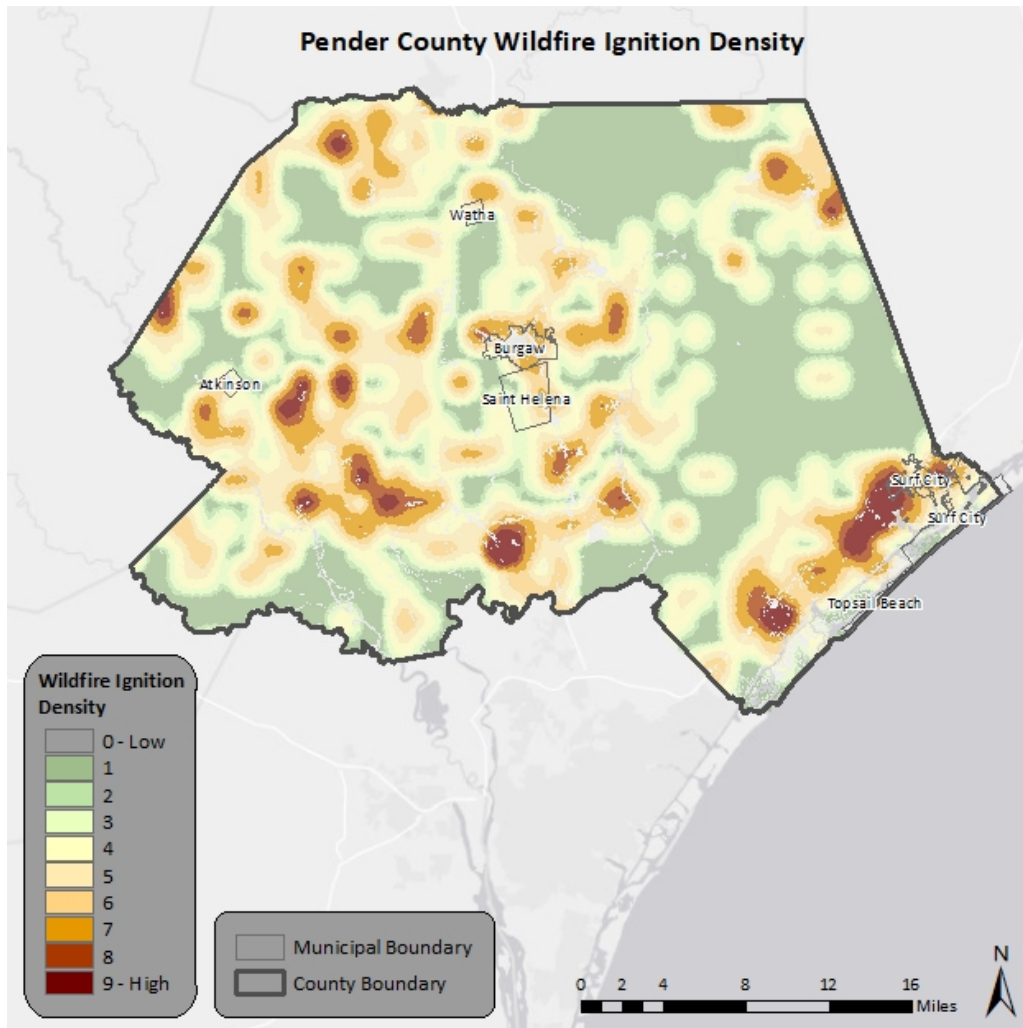 Pender County Wildfire Ignition Density
Watha
Burgaw
Atkinson
Saint Helena
Surf City
Surf City
Topsail Beach
Wildfire Ignition
Density
0 - Low
1
2
3
4
5
6
7
8
9 - High
Municipal Boundary
County Boundary
N
0 2 4 8 12 16
Miles